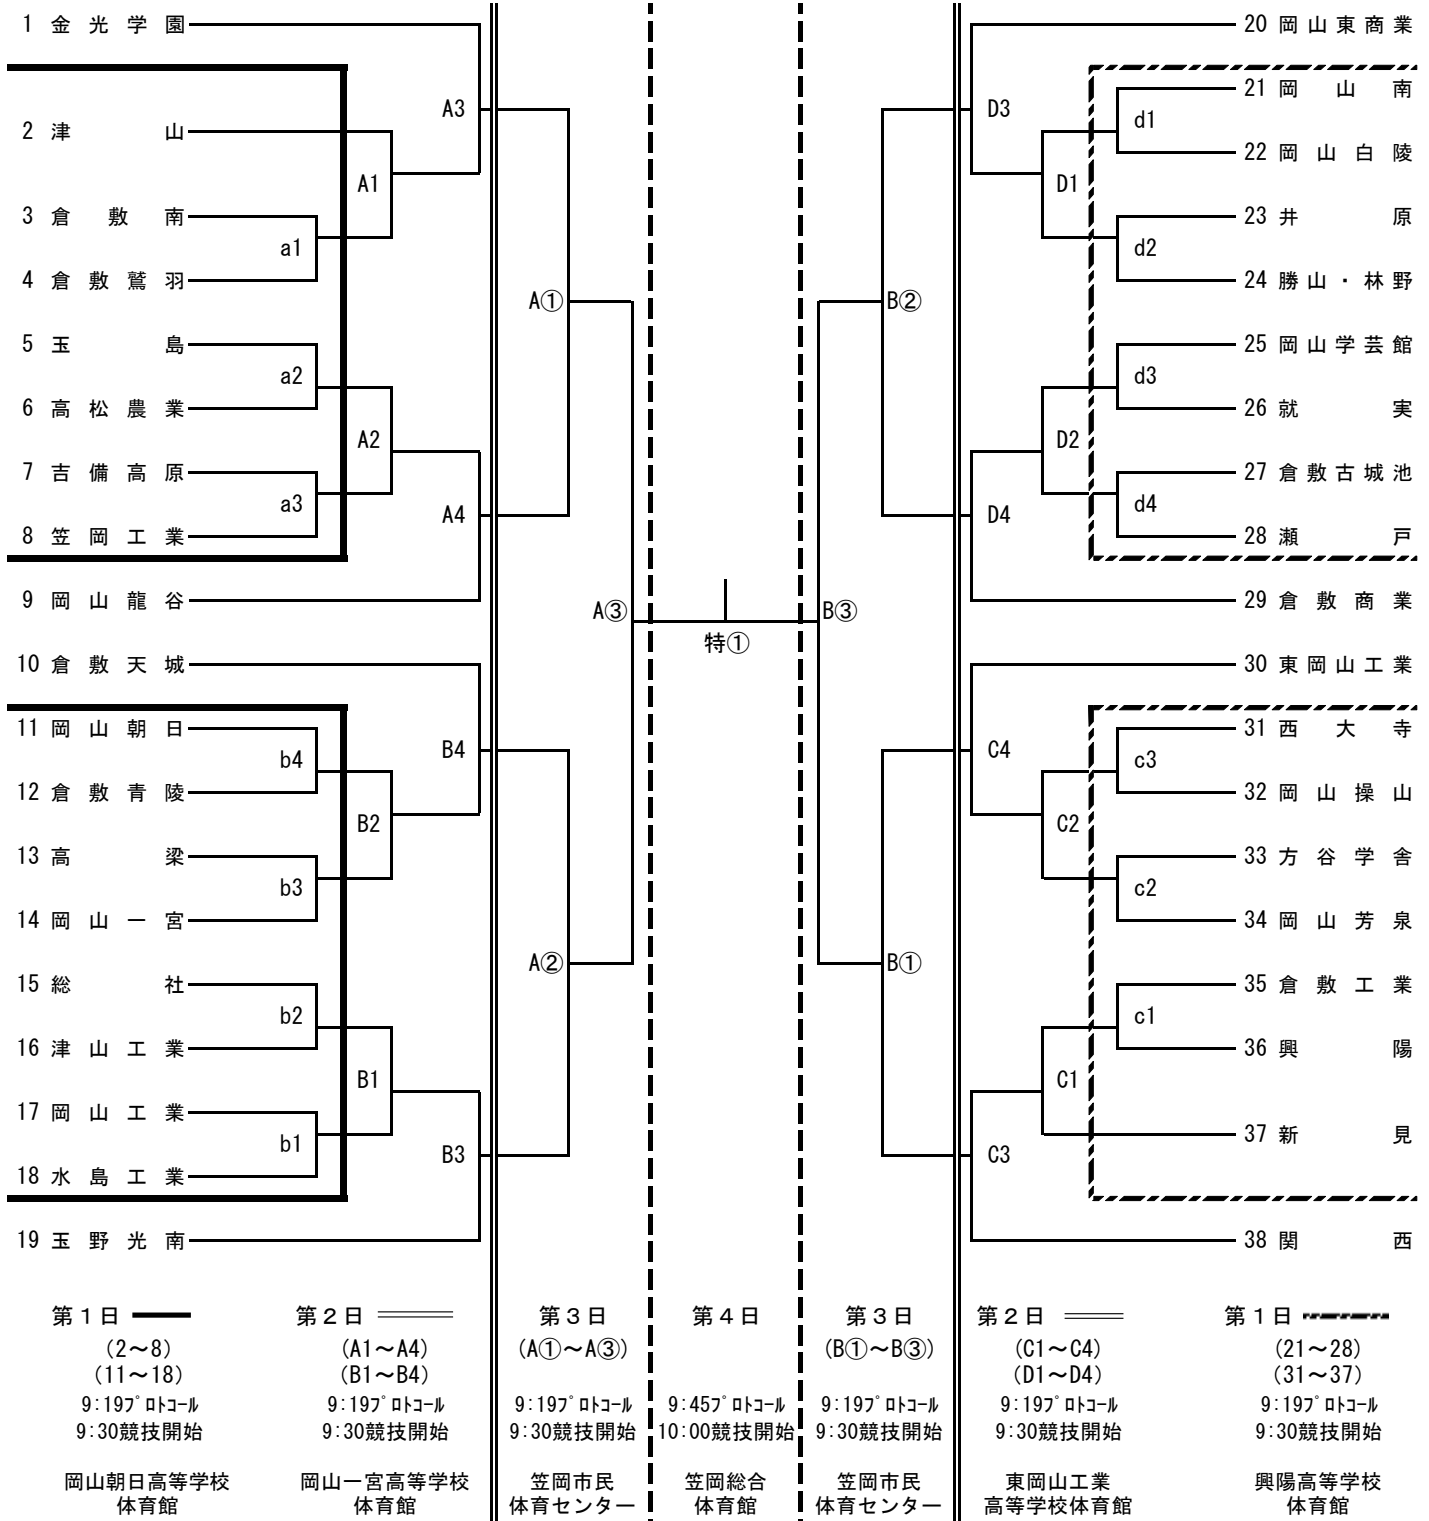 1 金光学園
2 津山
3 倉敷南
4 倉敷鷲羽
5 玉島
6 高松農業
7 吉備高原
8 笠岡工業
9 岡山龍谷
10 倉敷天城
11 岡山朝日
12 倉敷青陵
13 高梁
14 岡山一宮
15 総社
16 津山工業
17 岡山工業
18 水島工業
19 玉野光南
a1
a2
a3
b4
b3
b2
b1
A1
A2
B2
B1
A3
A4
B4
B3
A①
A②
A③
特①
B③
B②
B①
D3
D4
C4
C3
D1
D2
C2
C1
d1
d2
d3
d4
c3
c2
c1
20 岡山東商業
21 岡山南
22 岡山白陵
23 井原
24 勝山・林野
25 岡山学芸館
26 就実
27 倉敷古城池
28 瀬戸
29 倉敷商業
30 東岡山工業
31 西大寺
32 岡山操山
33 方谷学舎
34 岡山芳泉
35 倉敷工業
36 興陽
37 新見
38 関西
第1日
(2～8)
(11～18)
9:19ﾌﾟﾛﾄｺｰﾙ
9:30競技開始
岡山朝日高等学校
体育館
第2日
(A1～A4)
(B1～B4)
9:19ﾌﾟﾛﾄｺｰﾙ
9:30競技開始
岡山一宮高等学校
体育館
第3日
(A①～A③)
9:19ﾌﾟﾛﾄｺｰﾙ
9:30競技開始
笠岡市民
体育センター
第4日
9:45ﾌﾟﾛﾄｺｰﾙ
10:00競技開始
笠岡総合
体育館
第3日
(B①～B③)
9:19ﾌﾟﾛﾄｺｰﾙ
9:30競技開始
笠岡市民
体育センター
第2日
(C1～C4)
(D1～D4)
9:19ﾌﾟﾛﾄｺｰﾙ
9:30競技開始
東岡山工業
高等学校体育館
第1日
(21～28)
(31～37)
9:19ﾌﾟﾛﾄｺｰﾙ
9:30競技開始
興陽高等学校
体育館